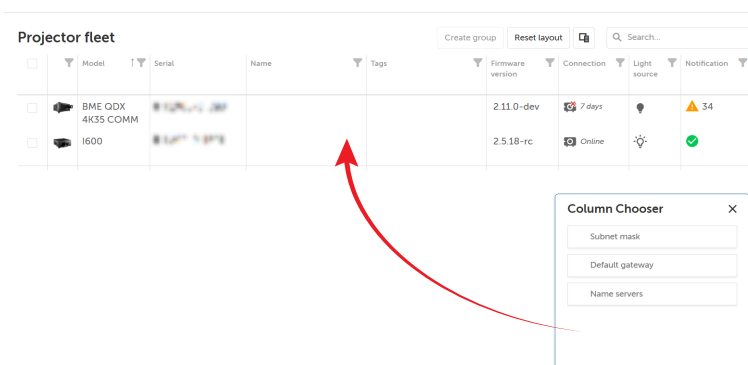 Projector fleet
Create group
Reset layout
Search...
Model
Serial
Name
Tags
Firmware
version
Connection
Light
source
Notification
BME QDX
4K35 COMM
2.11.0-dev
7 days
34
I600
2.5.18-rc
Online
Column Chooser
Subnet mask
Default gateway
Name servers